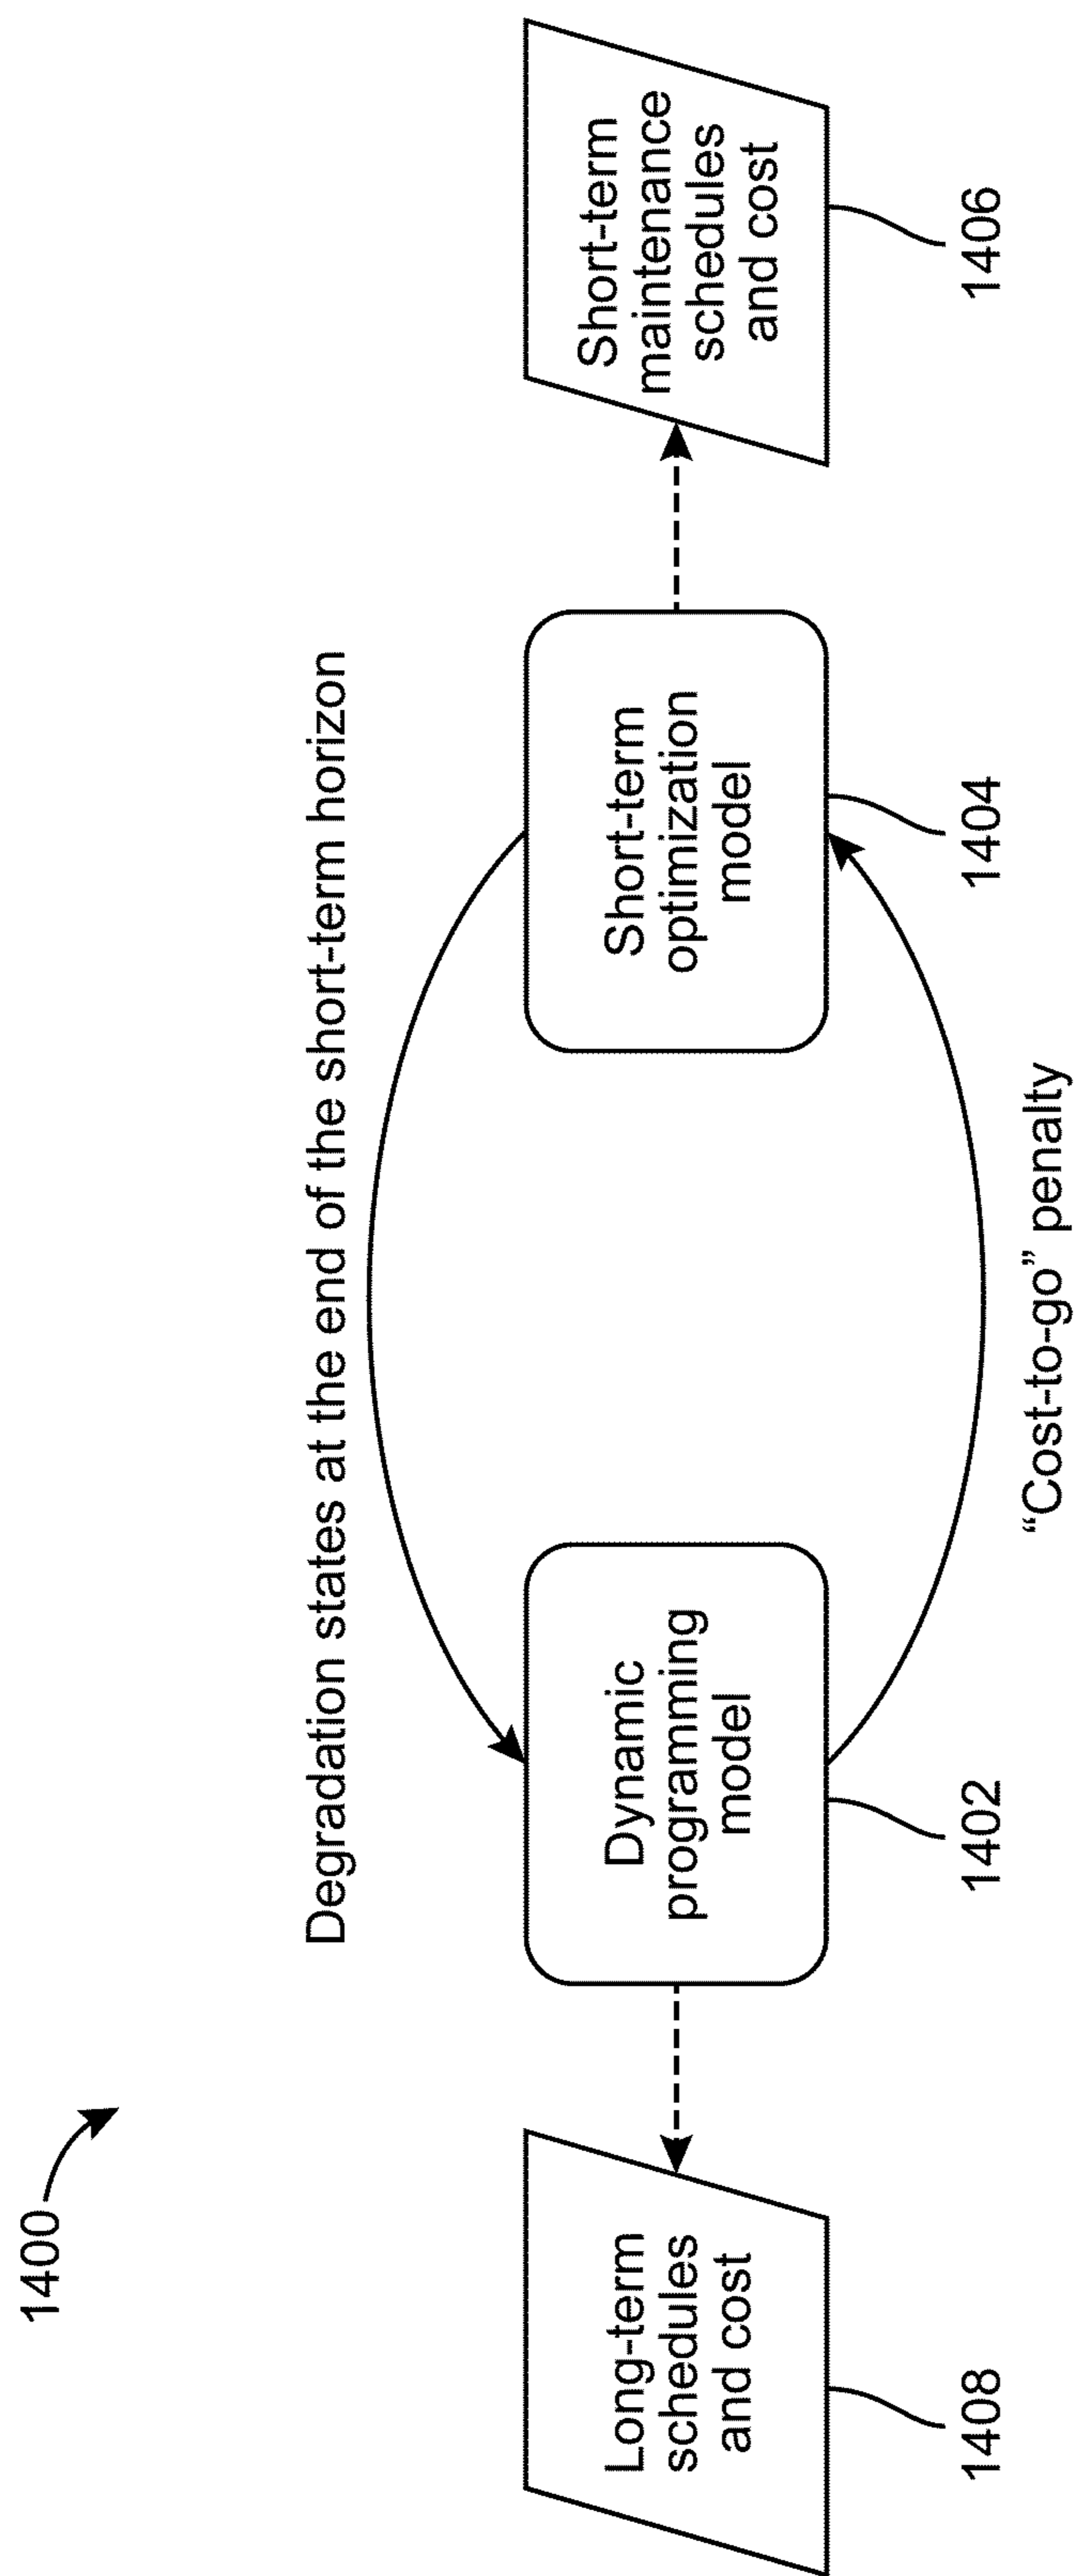 1400
Degradation states at the end of the short-term horizon
Long-term
schedules
and cost
Dynamic
programming
model
Short-term
optimization
model
Short-term
maintenance
schedules
and cost
1408
1402
1404
1406
“Cost-to-go” penalty